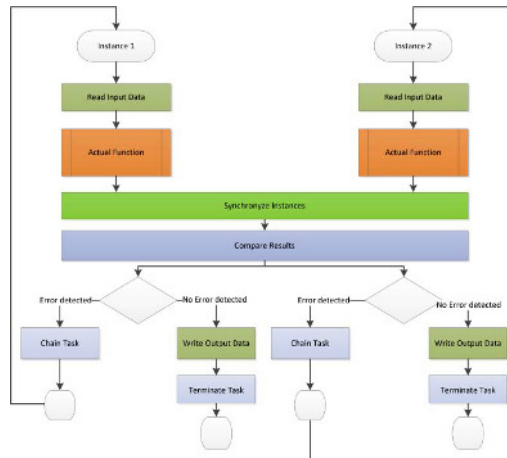 Instance 1
Instance 2
Read Input Data
Read Input Data
Actual Function
Actual Function
Synchronyze Instances
Compare Results
Error detected
No Error detected
Error detected
No Error detected
Chain Task
Write Output Data
Chain Task
Write Output Data
Terminate Task
Terminate Task